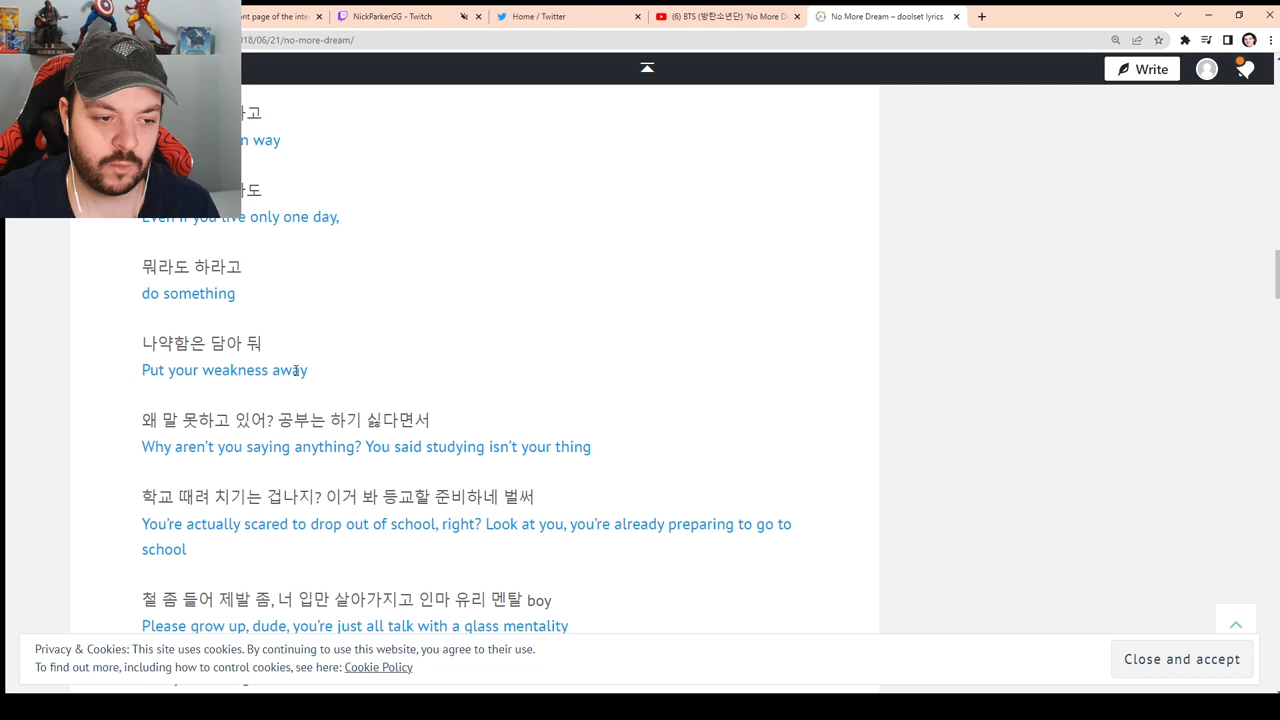 NickParkerGG - Twitch
Home / Twitter
(6) BTS (방탄소년단) 'No More D
No More Dream – doolset lyrics
018/06/21/no-more-dream/
Write
way
Even if you live only one day,
뭐라도 하라고
do something
나약함은 담아 둬
Put your weakness away
왜 말 못하고 있어? 공부는 하기 싫다면서
Why aren't you saying anything? You said studying isn't your thing
학교 때려 치기는 겁나지? 이거 봐 등교할 준비하네 벌써
You're actually scared to drop out of school, right? Look at you, you're already preparing to go to
school
철 좀 들어 제발 좀, 너 입만 살아가지고 인마 유리 멘탈 boy
Please grow up, dude, you're just all talk with a glass mentality
Privacy & Cookies: This site uses cookies. By continuing to use this website, you agree to their use.
To find out more, including how to control cookies, see here: Cookie Policy
Close and accept